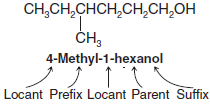 CH₃CH₂CHCH₂CH₂CH₂OH
CH₃
4-Methyl-1-hexanol
Locant Prefix Locant Parent Suffix